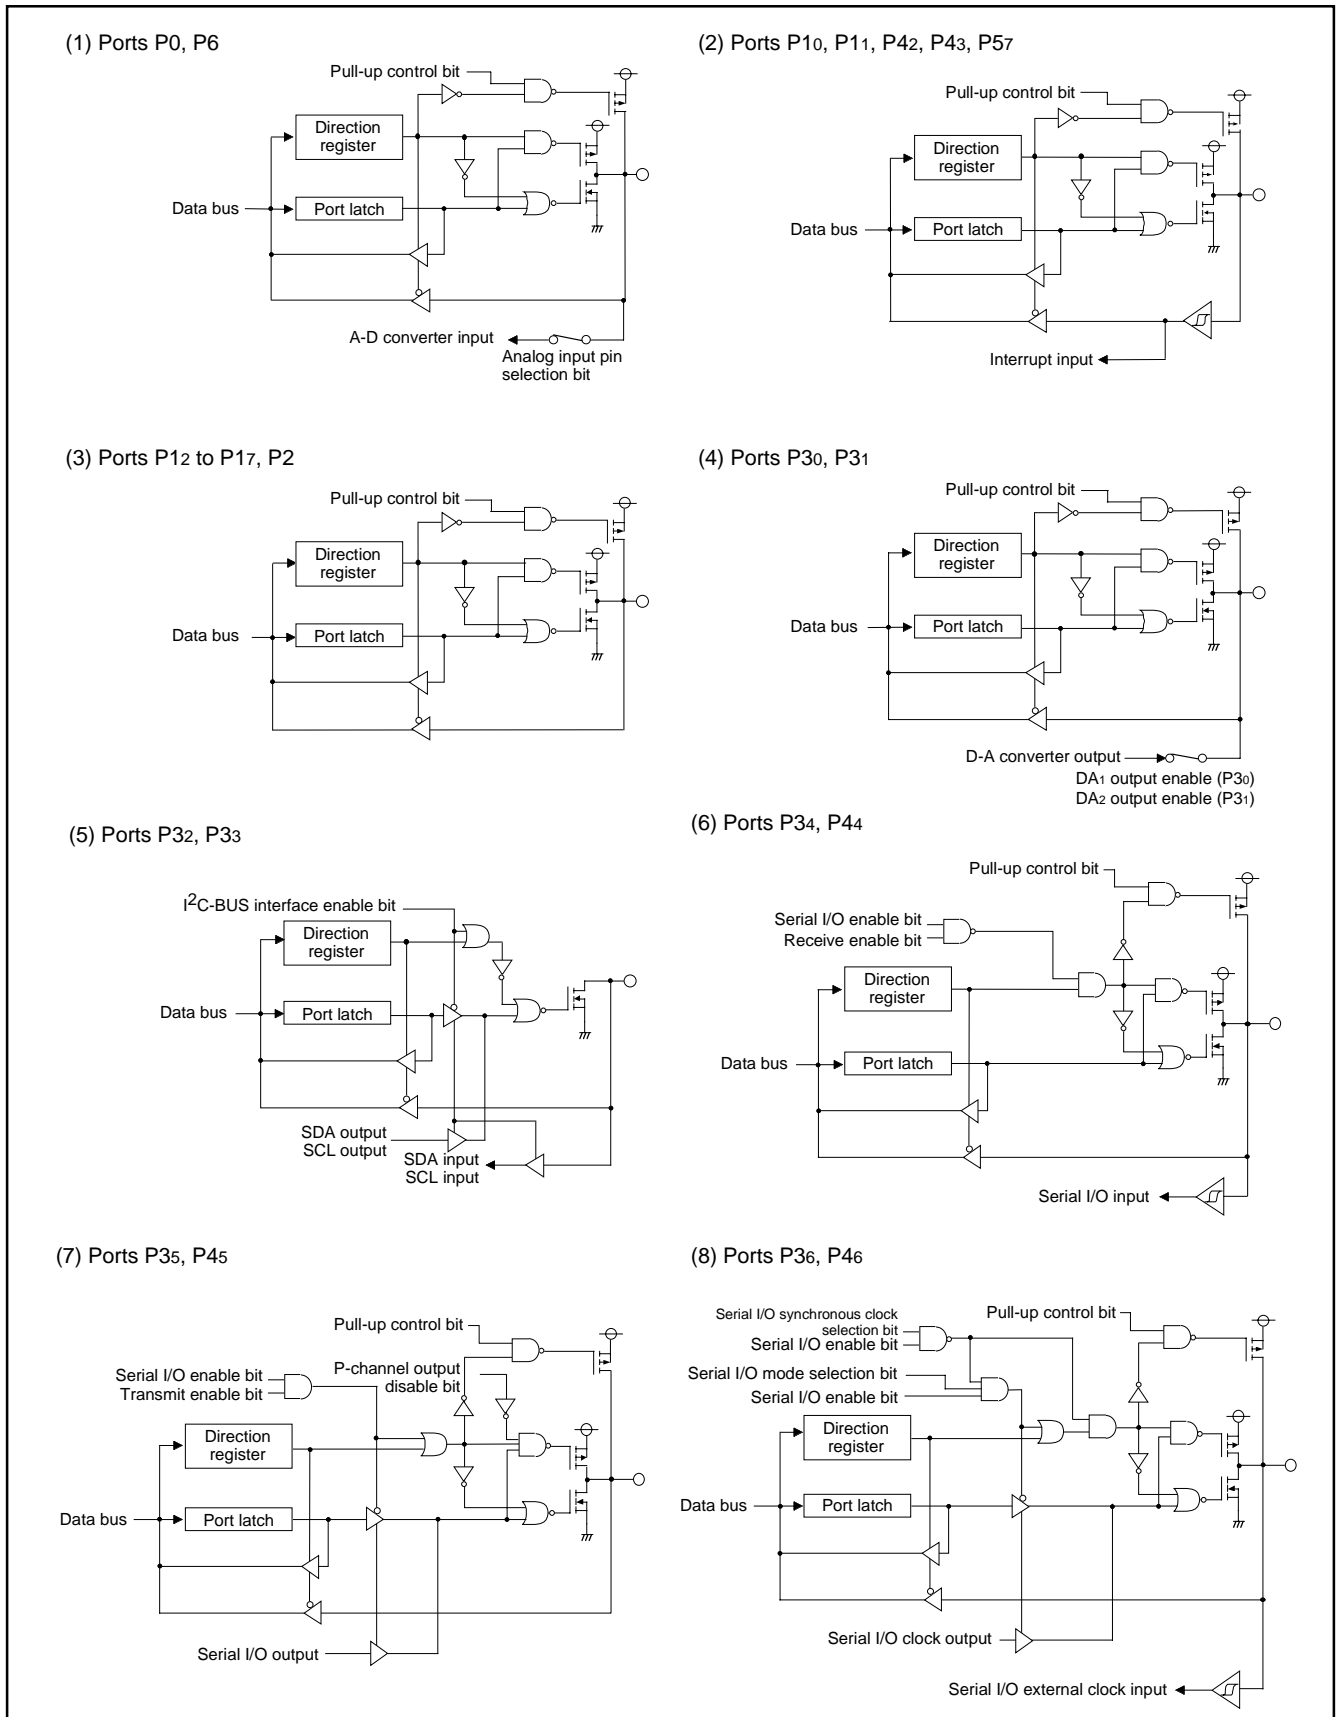 (1) Ports P0, P6
Pull-up control bit
Direction
register
Data bus
Port latch
A-D converter input
Analog input pin
selection bit
(2) Ports P10, P11, P42, P43, P57
Pull-up control bit
Direction
register
Data bus
Port latch
Interrupt input
(3) Ports P12 to P17, P2
Pull-up control bit
Direction
register
Data bus
Port latch
(4) Ports P30, P31
Pull-up control bit
Direction
register
Data bus
Port latch
D-A converter output
DA1 output enable (P30)
DA2 output enable (P31)
(5) Ports P32, P33
I2C-BUS interface enable bit
Direction
register
Data bus
Port latch
SDA output
SCL output
SDA input
SCL input
(6) Ports P34, P44
Pull-up control bit
Serial I/O enable bit
Receive enable bit
Direction
register
Data bus
Port latch
Serial I/O input
(7) Ports P35, P45
Pull-up control bit
Serial I/O enable bit
Transmit enable bit
P-channel output
disable bit
Direction
register
Data bus
Port latch
Serial I/O output
(8) Ports P36, P46
Serial I/O synchronous clock
selection bit
Serial I/O enable bit
Pull-up control bit
Serial I/O mode selection bit
Serial I/O enable bit
Direction
register
Data bus
Port latch
Serial I/O clock output
Serial I/O external clock input